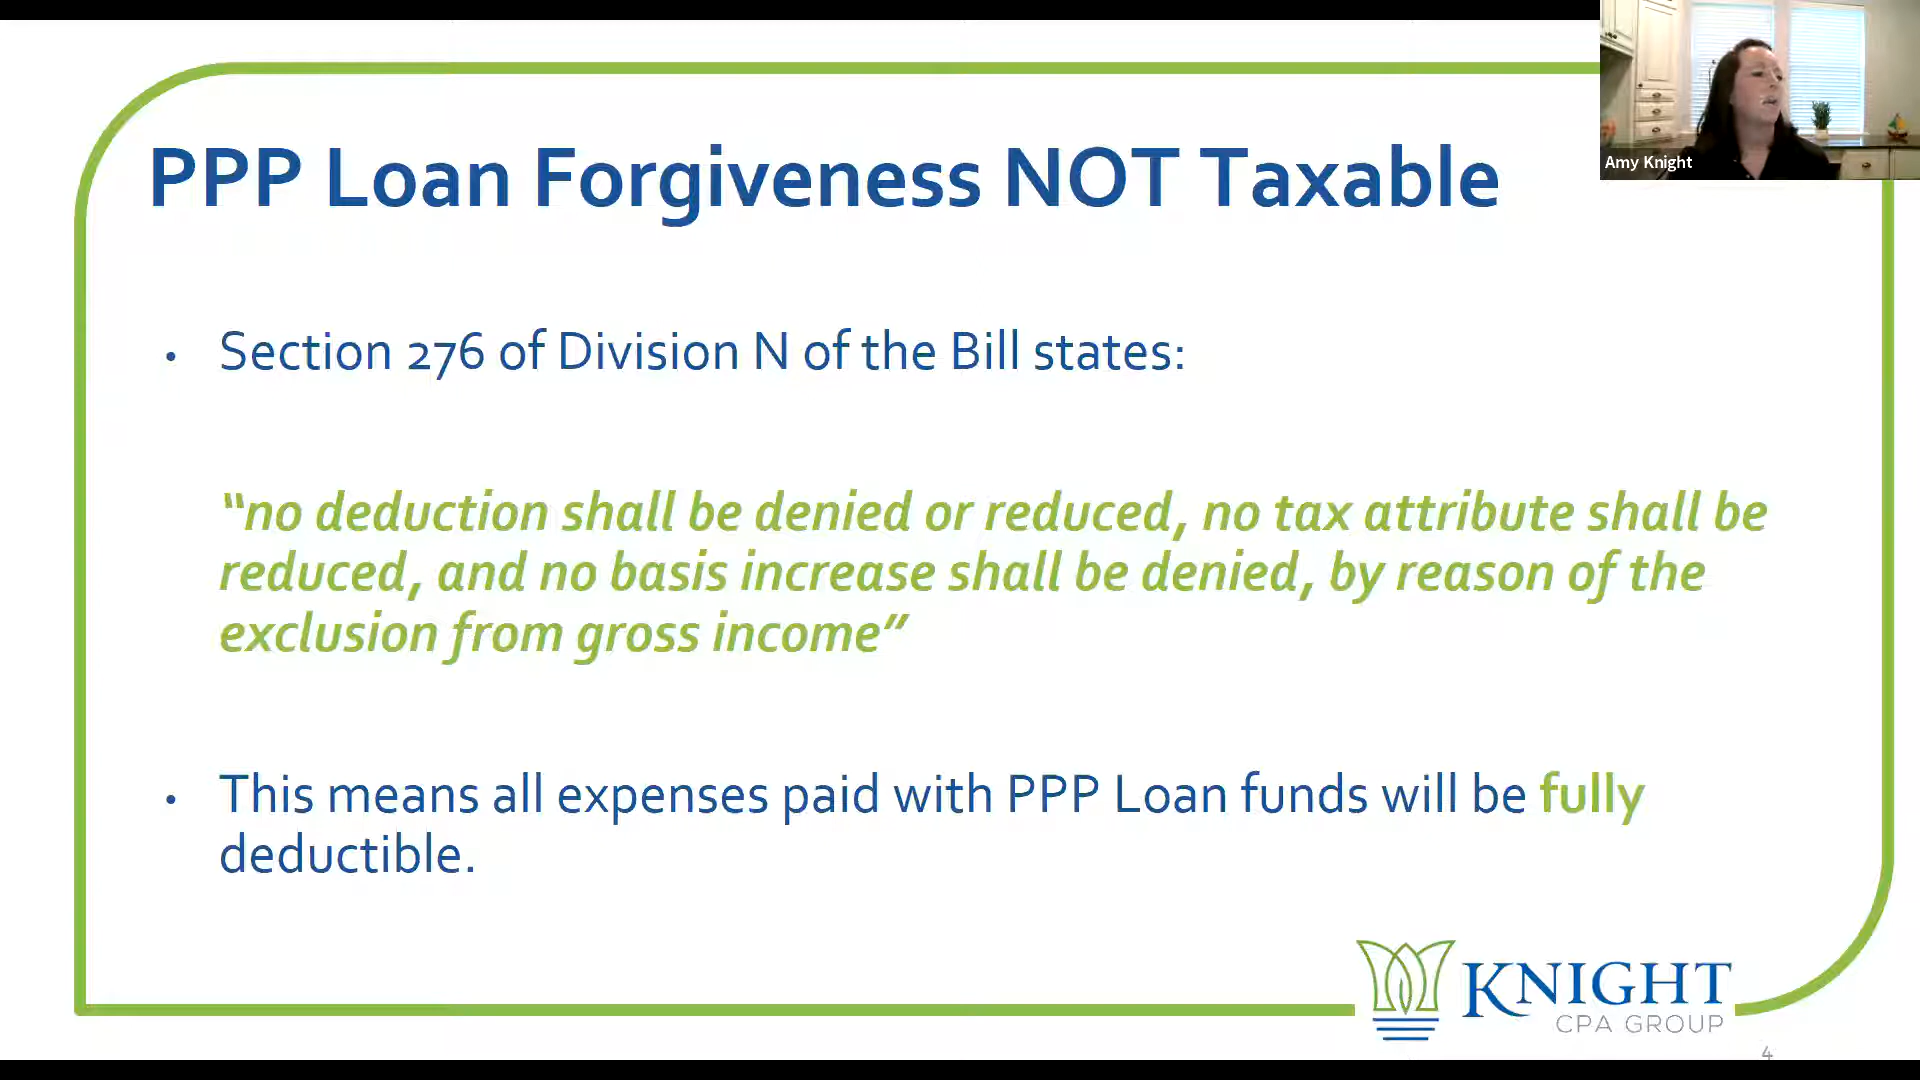 PPP Loan Forgiveness NOT Taxable
Amy Knight
• Section 276 of Division N of the Bill states:
“no deduction shall be denied or reduced, no tax attribute shall be
reduced, and no basis increase shall be denied, by reason of the
exclusion from gross income”
• This means all expenses paid with PPP Loan funds will be fully
deductible.
KNIGHT
CPA GROUP
4